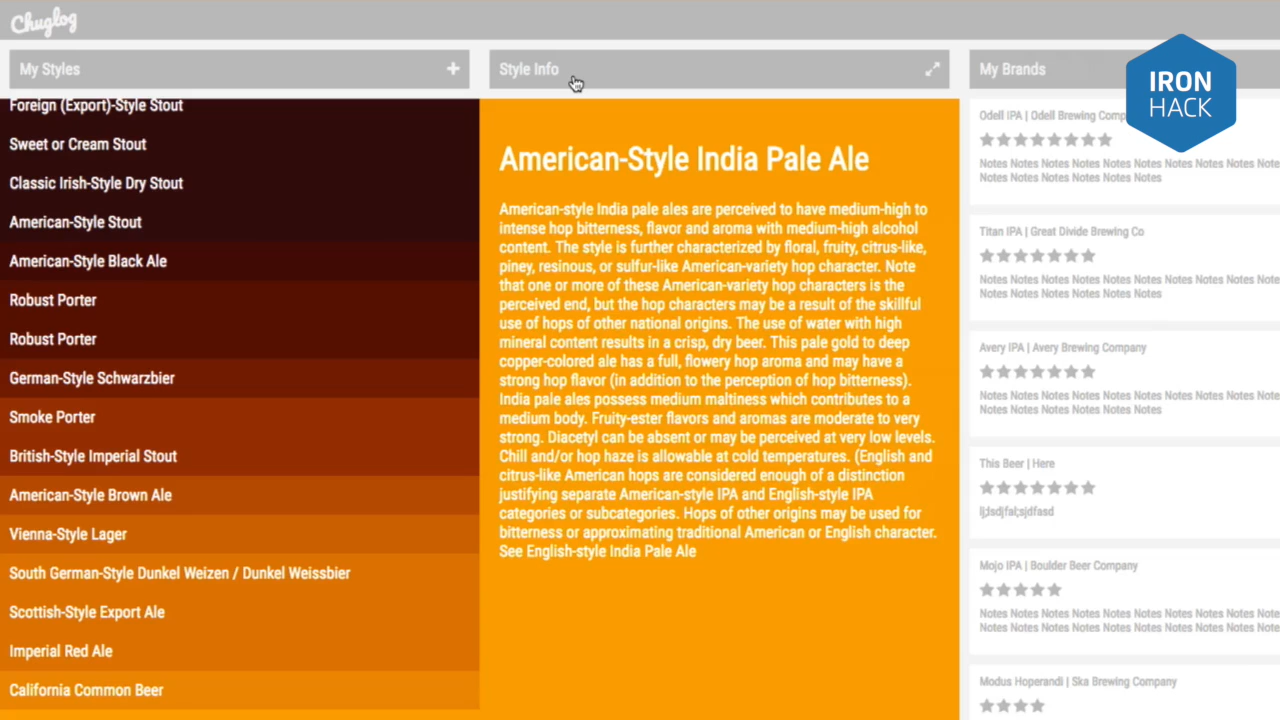 Chuglog
My Styles
Foreign (Export)-Style Stout
Sweet or Cream Stout
Classic Irish-Style Dry Stout
American-Style Stout
American-Style Black Ale
Robust Porter
Robust Porter
German-Style Schwarzbier
Smoke Porter
British-Style Imperial Stout
American-Style Brown Ale
Vienna-Style Lager
South German-Style Dunkel Weizen / Dunkel Weissbier
Scottish-Style Export Ale
Imperial Red Ale
California Common Beer
Style Info
American-Style India Pale Ale
American-style India pale ales are perceived to have medium-high to
intense hop bitterness, flavor and aroma with medium-high alcohol
content. The style is further characterized by floral, fruity, citrus-like,
piney, resinous, or sulfur-like American-variety hop character. Note
that one or more of these American-variety hop characters is the
perceived end, but the hop characters may be a result of the skillful
use of hops of other national origins. The use of water with high
mineral content results in a crisp, dry beer. This pale gold to deep
copper-colored ale has a full, flowery hop aroma and may have a
strong hop flavor (in addition to the perception of hop bitterness).
India pale ales possess medium maltiness which contributes to a
medium body. Fruity-ester flavors and aromas are moderate to very
strong. Diacetyl can be absent or may be perceived at very low levels.
Chill and/or hop haze is allowable at cold temperatures. (English and
citrus-like American hops are considered enough of a distinction
justifying separate American-style IPA and English-style IPA
categories or subcategories. Hops of other origins may be used for
bitterness or approximating traditional American or English character.
See English-style India Pale Ale
My Brands
IRON
HACK
Odell IPA | Odell Brewing
Notes Notes Notes Notes Notes Notes Notes Notes Notes Note
Notes Notes Notes Notes Notes Notes
Titan IPA | Great Divide Brewing Co
Notes Notes Notes Notes Notes Notes Notes Notes Notes Note
Notes Notes Notes Notes Notes Notes
Avery IPA | Avery Brewing Company
Notes Notes Notes Notes Notes Notes Notes Notes Notes Note
Notes Notes Notes Notes Notes Notes
This Beer | Here
Mojo IPA | Boulder Beer Company
Notes Notes Notes Notes Notes Notes Notes Notes Notes Note
Notes Notes Notes Notes Notes Notes
Modus Hoperandi | Ska Brewing Company